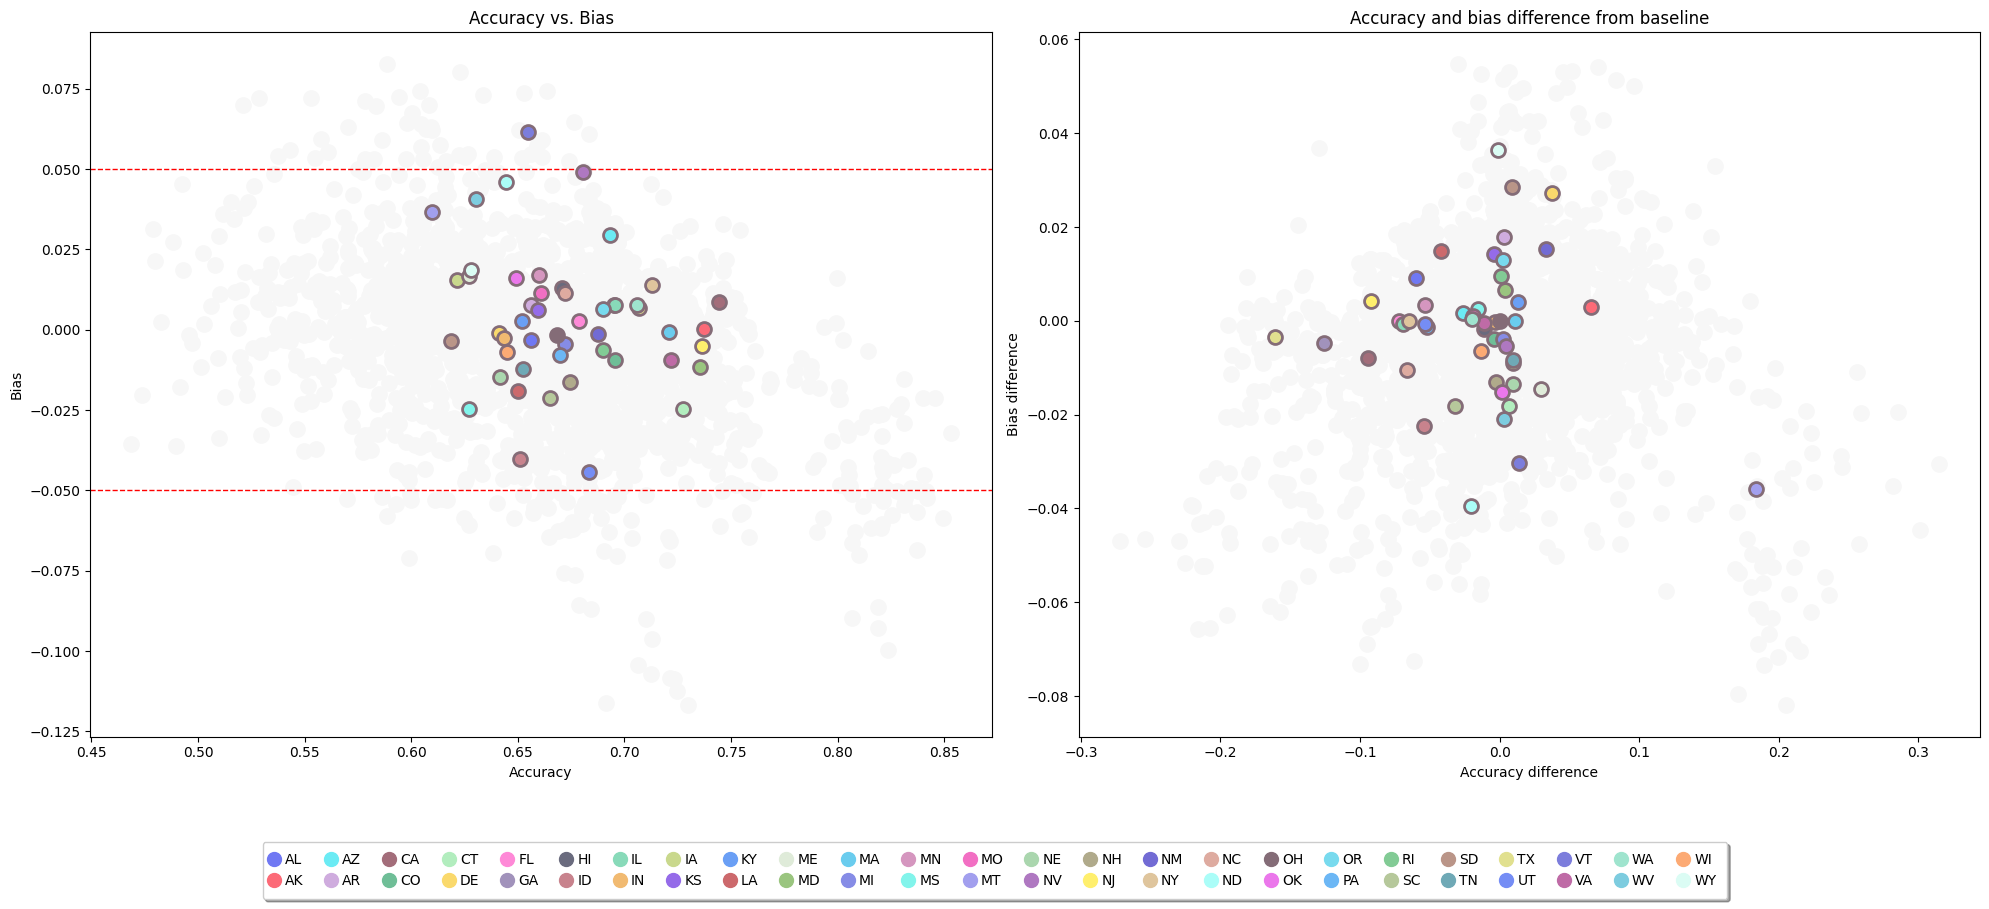 Accuracy vs. Bias
Accuracy and bias difference from baseline
0.075
0.050
0.025
0.000
−0.025
−0.050
−0.075
−0.100
−0.125
Bias
0.45 0.50 0.55 0.60 0.65 0.70 0.75 0.80 0.85
Accuracy
0.06
0.04
0.02
0.00
−0.02
−0.04
−0.06
−0.08
Bias difference
−0.3 −0.2 −0.1 0.0 0.1 0.2 0.3
Accuracy difference
AL AZ CA CT FL HI IL IA KY ME MA MN MO NE NH NM NC OH OR RI SD TX VT WA WI
AK AR CO DE GA ID IN KS LA MD MI MS MT NV NJ NY ND OK PA SC TN UT VA WV WY